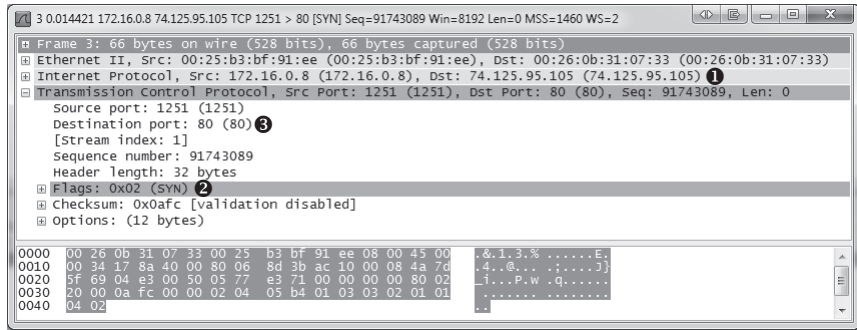 3 0.014421 172.16.0.8 74.125.95.105 TCP 1251 > 80 [SYN] Seq=91743089 Win=8192 Len=0 MSS=1460 WS=2
Frame 3: 66 bytes on wire (528 bits), 66 bytes captured (528 bits)
Ethernet II, Src: 00:25:b3:bf:91:ee (00:25:b3:bf:91:ee), Dst: 00:26:0b:31:07:33 (00:26:0b:31:07:33)
Internet Protocol, Src: 172.16.0.8 (172.16.0.8), Dst: 74.125.95.105 (74.125.95.105) ❶
Transmission Control Protocol, Src Port: 1251 (1251), Dst Port: 80 (80), Seq: 91743089, Len: 0
Source port: 1251 (1251)
Destination port: 80 (80) ❸
[Stream index: 1]
Sequence number: 91743089
Header length: 32 bytes
Flags: 0x02 (SYN) ❷
Checksum: 0x0afc [validation disabled]
Options: (12 bytes)
0000 00 26 0b 31 07 33 00 25 b3 bf 91 ee 08 00 45 00 .&.1.3.% ......E.
0010 00 34 17 8a 40 00 80 06 8d 3b ac 10 00 08 4a 7d .4..@... .;....J}
0020 5f 69 04 e3 00 50 05 77 e3 71 00 00 00 00 80 02 _i...P.w .q......
0030 20 00 0a fc 00 00 02 04 05 b4 01 03 03 02 01 01 ....... ........
0040 04 02 ..